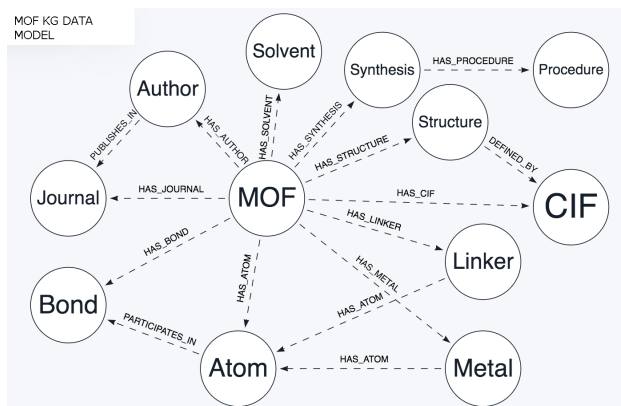 MOF KG DATA
MODEL
Solvent
Synthesis
HAS_PROCEDURE
Procedure
Author
Structure
PUBLISHES_IN
HAS_AUTHOR
HAS_SOLVENT
HAS_SYNTHESIS
HAS_STRUCTURE
DEFINED_BY
Journal
HAS_JOURNAL
MOF
HAS_CIF
CIF
HAS_LINKER
HAS_BOND
Linker
HAS_ATOM
HAS_METAL
Bond
HAS_ATOM
PARTICIPATES_IN
Atom
HAS_ATOM
Metal